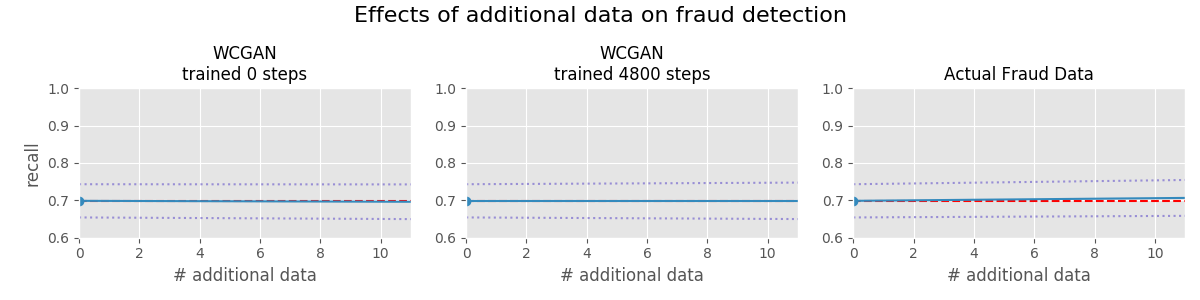 Effects of additional data on fraud detection
WCGAN
trained 0 steps
WCGAN
trained 4800 steps
Actual Fraud Data
recall
1.0
0.9
0.8
0.7
0.6
0 2 4 6 8 10
# additional data
1.0
0.9
0.8
0.7
0.6
0 2 4 6 8 10
# additional data
1.0
0.9
0.8
0.7
0.6
0 2 4 6 8 10
# additional data